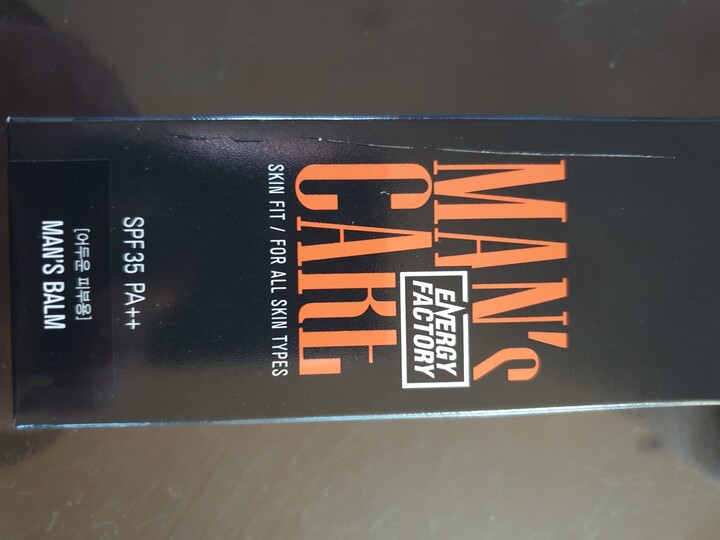 MAN'S
CARE
ENERGY
FACTORY
SKIN FIT / FOR ALL SKIN TYPES
SPF35 PA++
[어두운 피부용]
MAN'S BALM